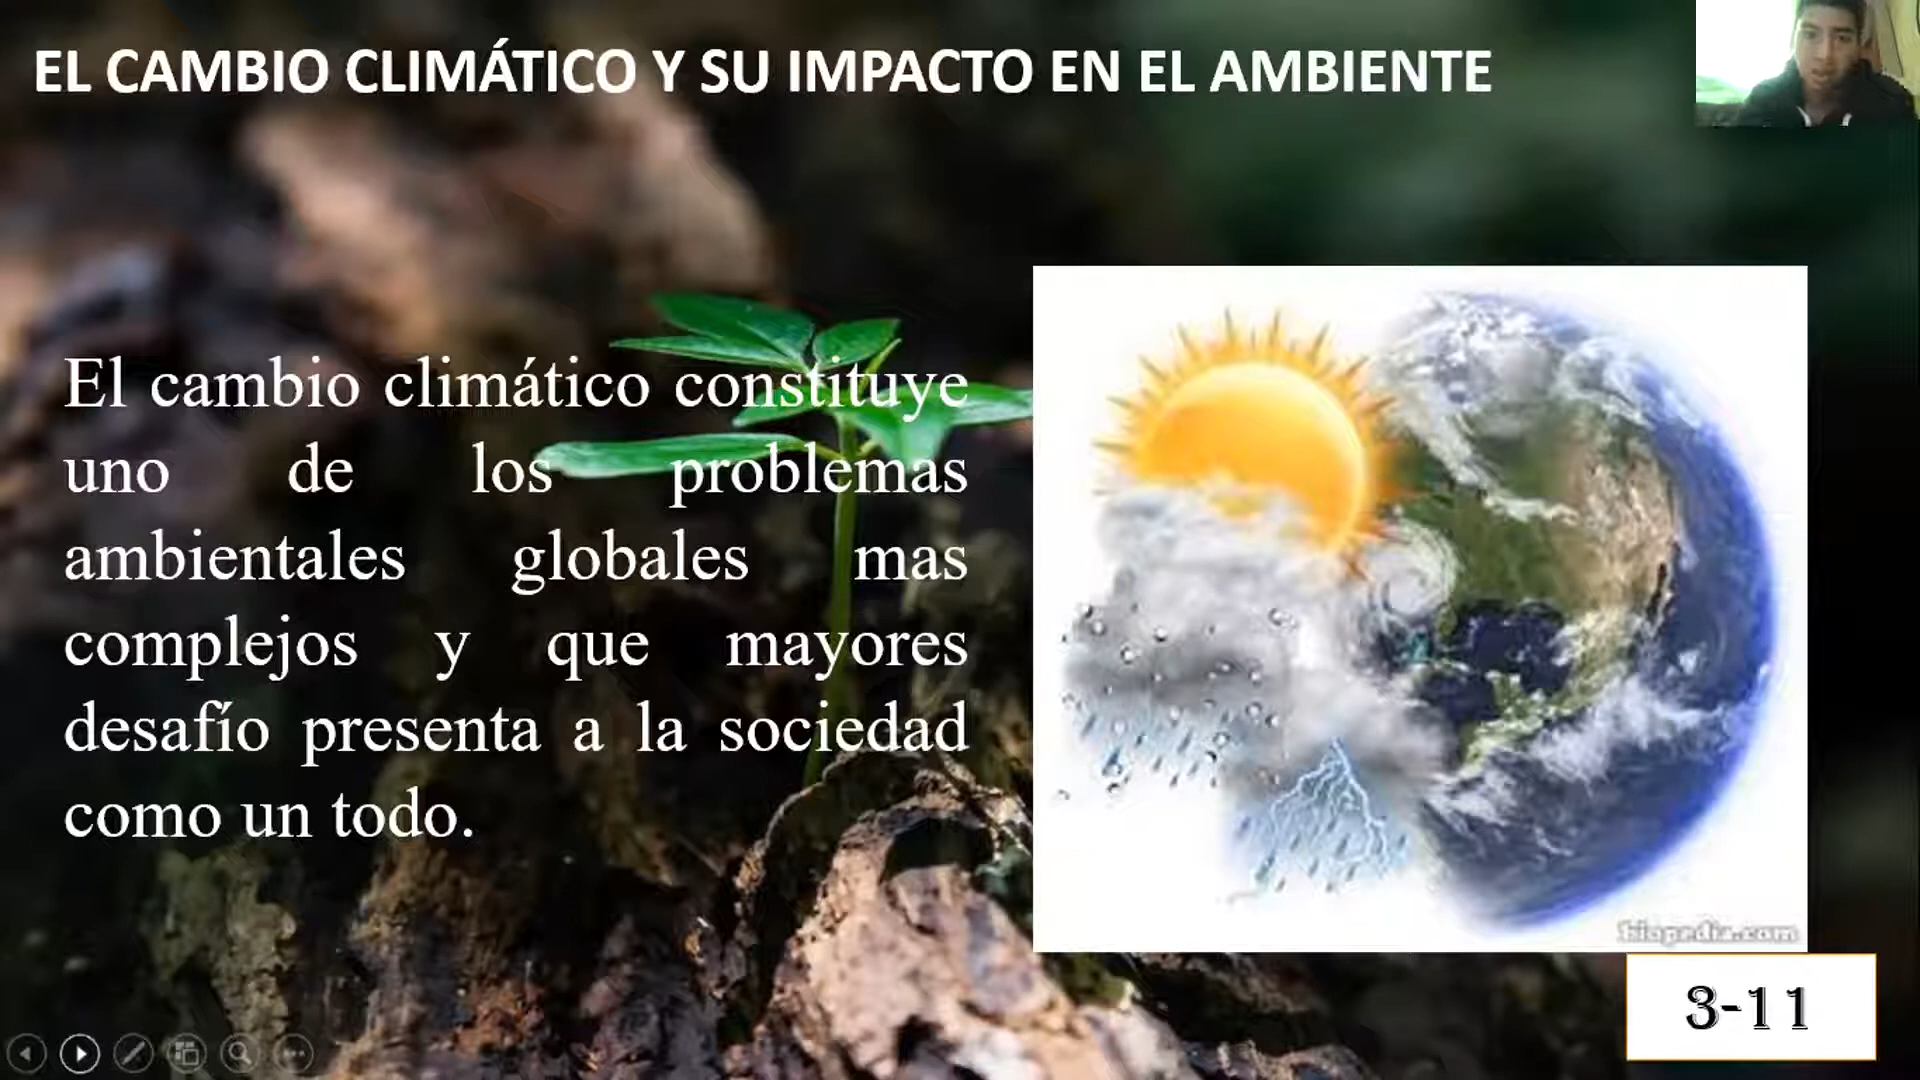 EL CAMBIO CLIMÁTICO Y SU IMPACTO EN EL AMBIENTE
El cambio climático constituye
uno de los problemas
ambientales globales mas
complejos y que mayores
desafío presenta a la sociedad
como un todo.
3-11